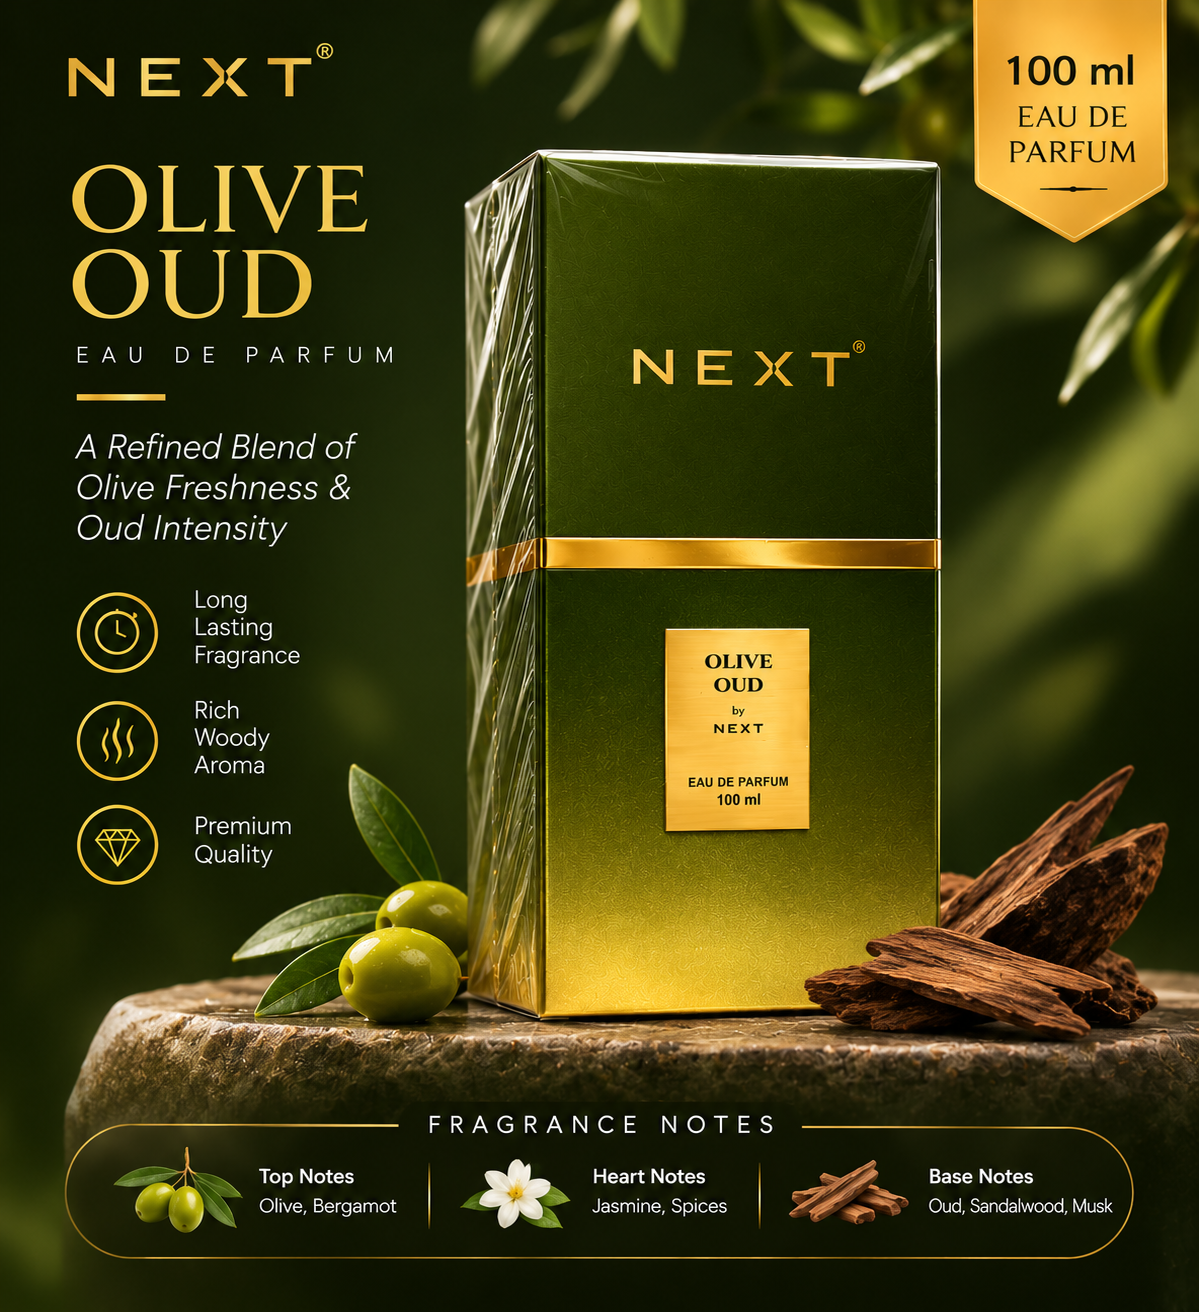 NEXT®
OLIVE
OUD
EAU DE PARFUM
A Refined Blend of
Olive Freshness &
Oud Intensity
Long
Lasting
Fragrance
Rich
Woody
Aroma
Premium
Quality
100 ml
EAU DE
PARFUM
NEXT®
OLIVE
OUD
by
NEXT
EAU DE PARFUM
100 ml
FRAGRANCE NOTES
Top Notes
Olive, Bergamot
Heart Notes
Jasmine, Spices
Base Notes
Oud, Sandalwood, Musk